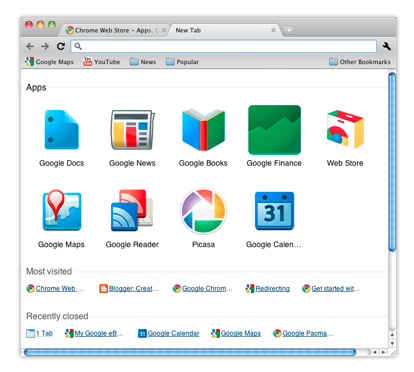 Chrome Web Store – Apps, New Tab
Google Maps YouTube News Popular Other Bookmarks
Apps
Google Docs Google News Google Books Google Finance Web Store
31
Google Maps Google Reader Picasa Google Calen...
Most visited
Chrome Web ... Blogger: Creat... Google Chrom... Redirecting Get started wit...
Recently closed
1 Tab My Google eB... 31 Google Calendar Google Maps Google Pacma...